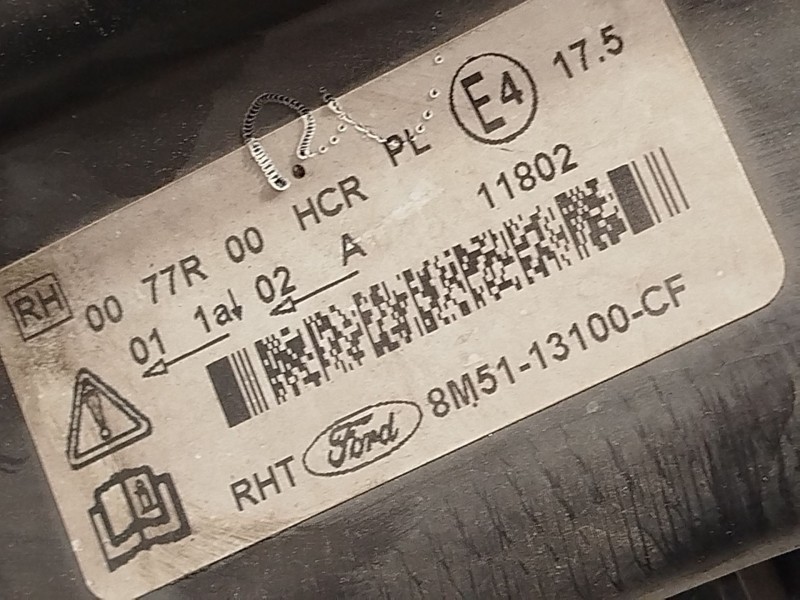 RH 00 77R 00 HCR PL E4 17.5
01 1a 02 A 11802
RHT Ford 8M51-13100-CF